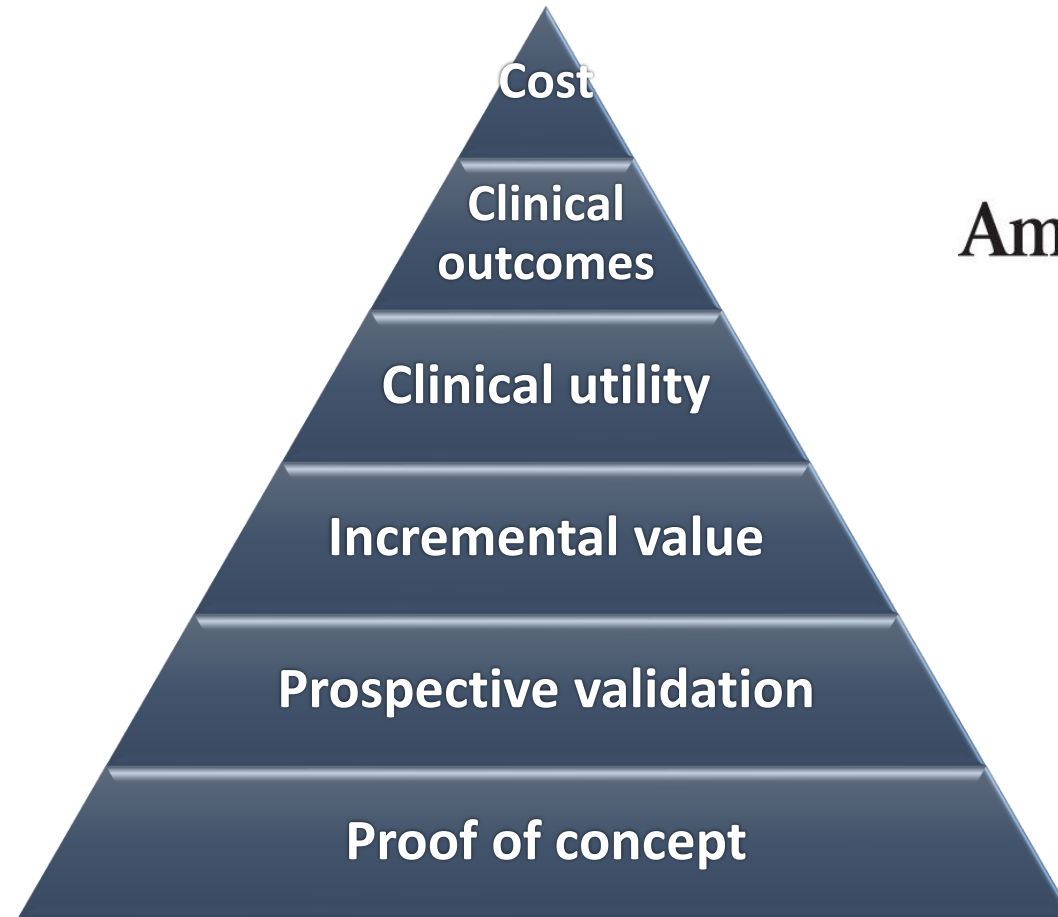 Cost
Clinical
outcomes
Am
Clinical utility
Incremental value
Prospective validation
Proof of concept